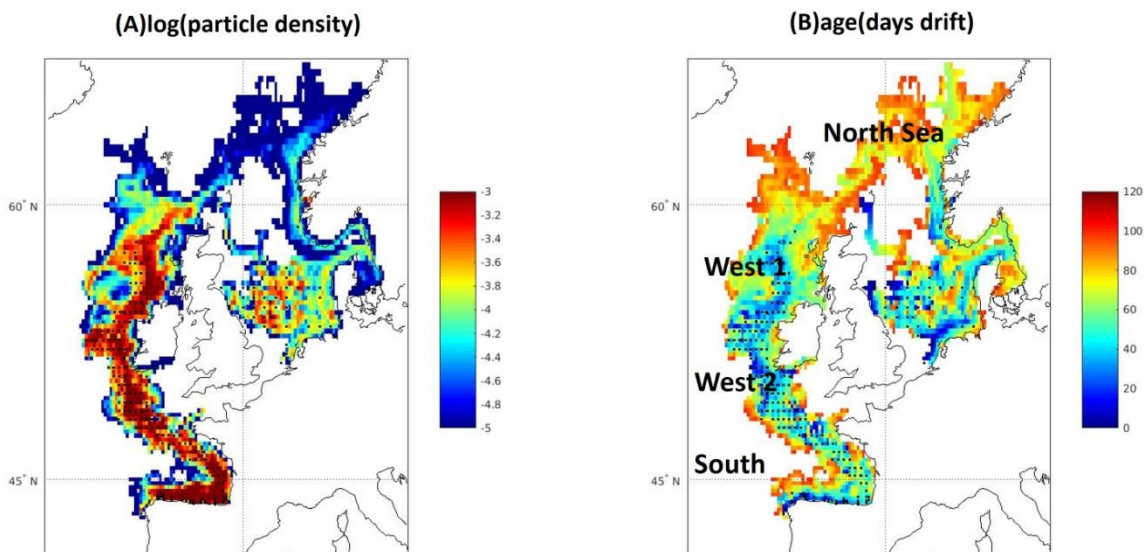 (A)log(particle density)
60° N
45° N
-3
-3.2
-3.4
-3.6
-3.8
-4
-4.2
-4.4
-4.6
-4.8
-5
(B)age(days drift)
North Sea
60° N
West 1
West 2
South
45° N
120
100
80
60
40
20
0